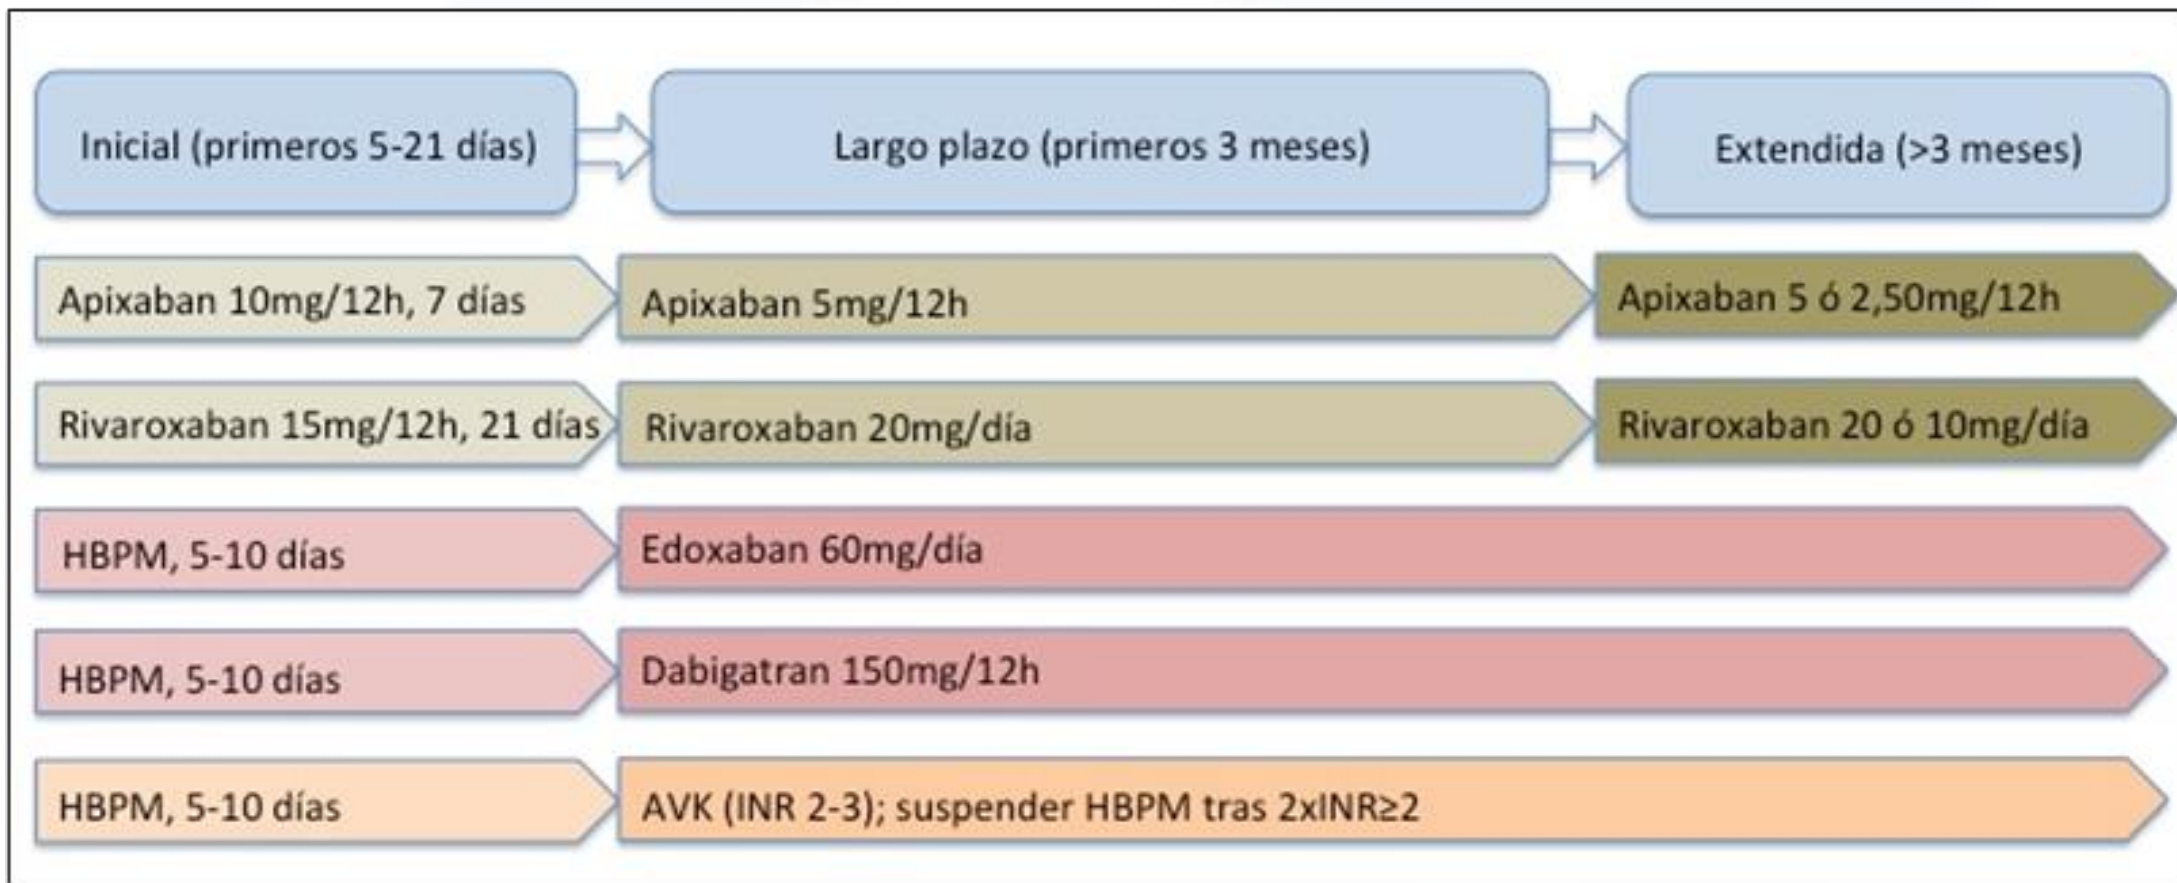 Inicial (primeros 5-21 días)
Largo plazo (primeros 3 meses)
Extendida (>3 meses)
Apixaban 10mg/12h, 7 días
Apixaban 5mg/12h
Apixaban 5 ó 2,50mg/12h
Rivaroxaban 15mg/12h, 21 días
Rivaroxaban 20mg/día
Rivaroxaban 20 ó 10mg/día
HBPM, 5-10 días
Edoxaban 60mg/día
HBPM, 5-10 días
Dabigatran 150mg/12h
HBPM, 5-10 días
AVK (INR 2-3); suspender HBPM tras 2xINR≥2